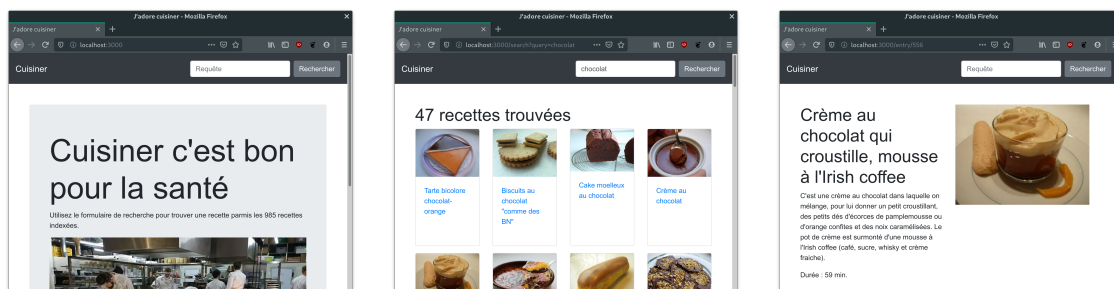 J'adore cuisiner - Mozilla Firefox
J'adore cuisiner
localhost:3000
Cuisiner
Requête
Rechercher
Cuisiner c'est bon
pour la santé
Utilisez le formulaire de recherche pour trouver une recette parmis les 985 recettes
indexées.
J'adore cuisiner - Mozilla Firefox
J'adore cuisiner
localhost:3000/search?query=chocolat
Cuisiner
chocolat
Rechercher
47 recettes trouvées
Tarte bicolore
chocolat-
orange
Biscuits au
chocolat
"comme des
BN"
Cake moelleux
au chocolat
Crème au
chocolat
J'adore cuisiner - Mozilla Firefox
J'adore cuisiner
localhost:3000/entry/556
Cuisiner
Requête
Rechercher
Crème au
chocolat qui
croustille, mousse
à l'Irish coffee
C'est une crème au chocolat dans laquelle on
mélange, pour lui donner un petit croustillant,
des petits dés d'écorces de pamplemousse ou
d'orange confites et des noix caramélisées. Le
pot de crème est surmonté d'une mousse à
l'Irish coffee (café, sucre, whisky et crème
fraiche).
Durée : 59 min.